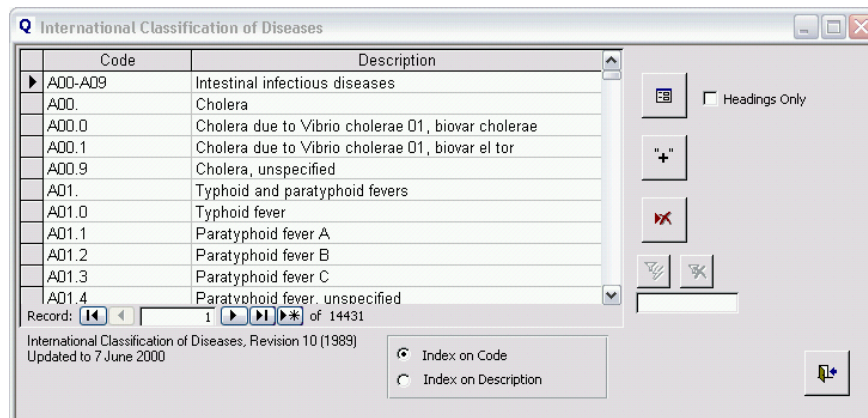 Q International Classification of Diseases
Code Description
A00-A09 Intestinal infectious diseases
A00. Cholera
A00.0 Cholera due to Vibrio cholerae 01, biovar cholerae
A00.1 Cholera due to Vibrio cholerae 01, biovar el tor
A00.9 Cholera, unspecified
A01. Typhoid and paratyphoid fevers
A01.0 Typhoid fever
A01.1 Paratyphoid fever A
A01.2 Paratyphoid fever B
A01.3 Paratyphoid fever C
A01.4 Paratyphoid fever, unspecified
Record: 1 of 14431
Headings Only
"+"
International Classification of Diseases, Revision 10 (1989)
Updated to 7 June 2000
Index on Code
Index on Description